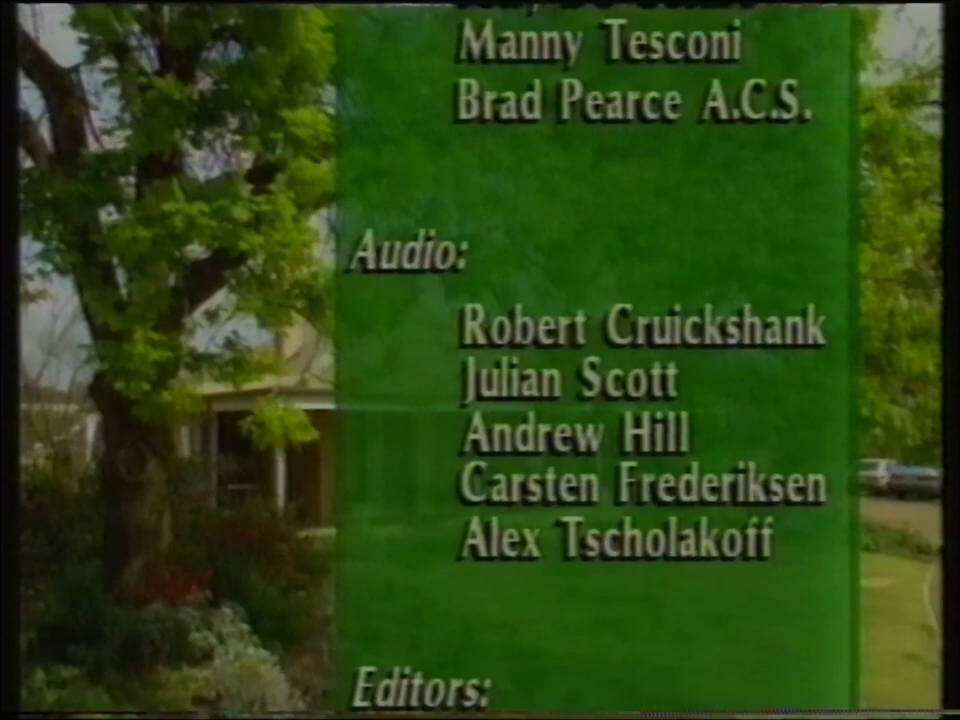 Manny Tesconi
Brad Pearce A.C.S.
Audio:
Robert Cruickshank
Julian Scott
Andrew Hill
Carsten Frederiksen
Alex Tscholakoff
Editors: